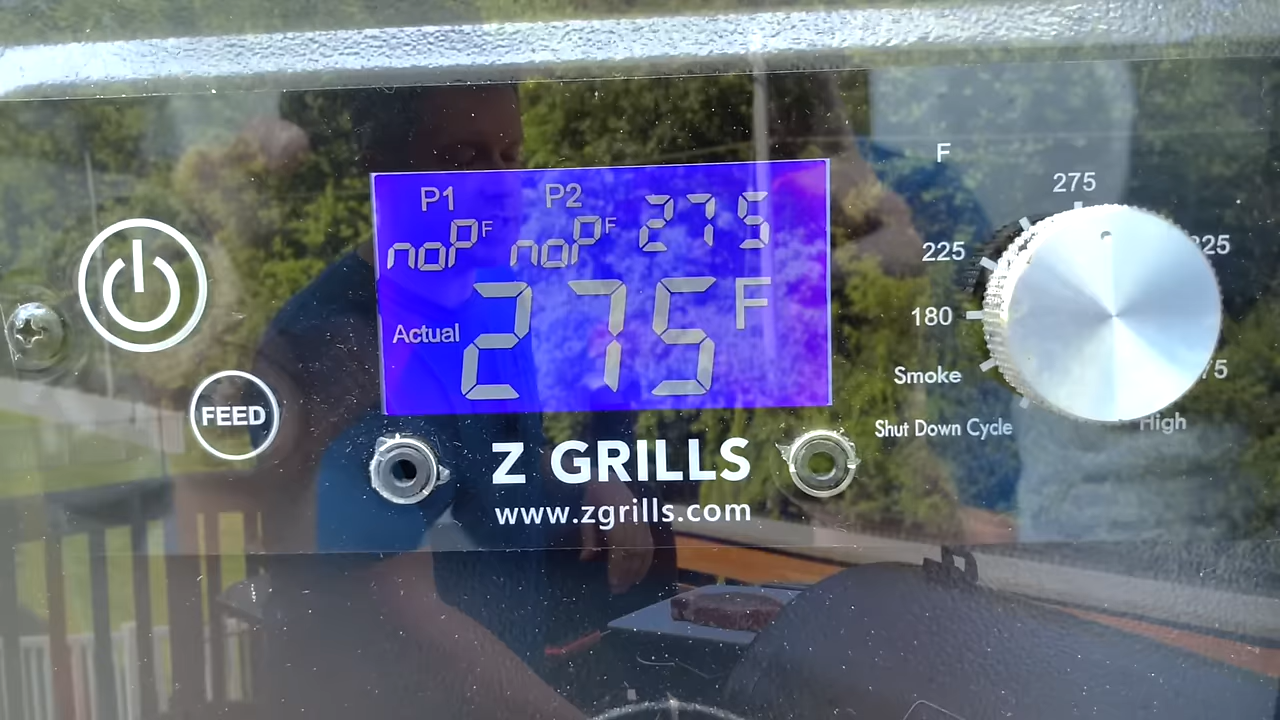 P1 P2 275
noP F noP F
Actual 275 F
FEED
Z GRILLS
www.zgrills.com
F
275
225
180
Smoke
Shut Down Cycle
High